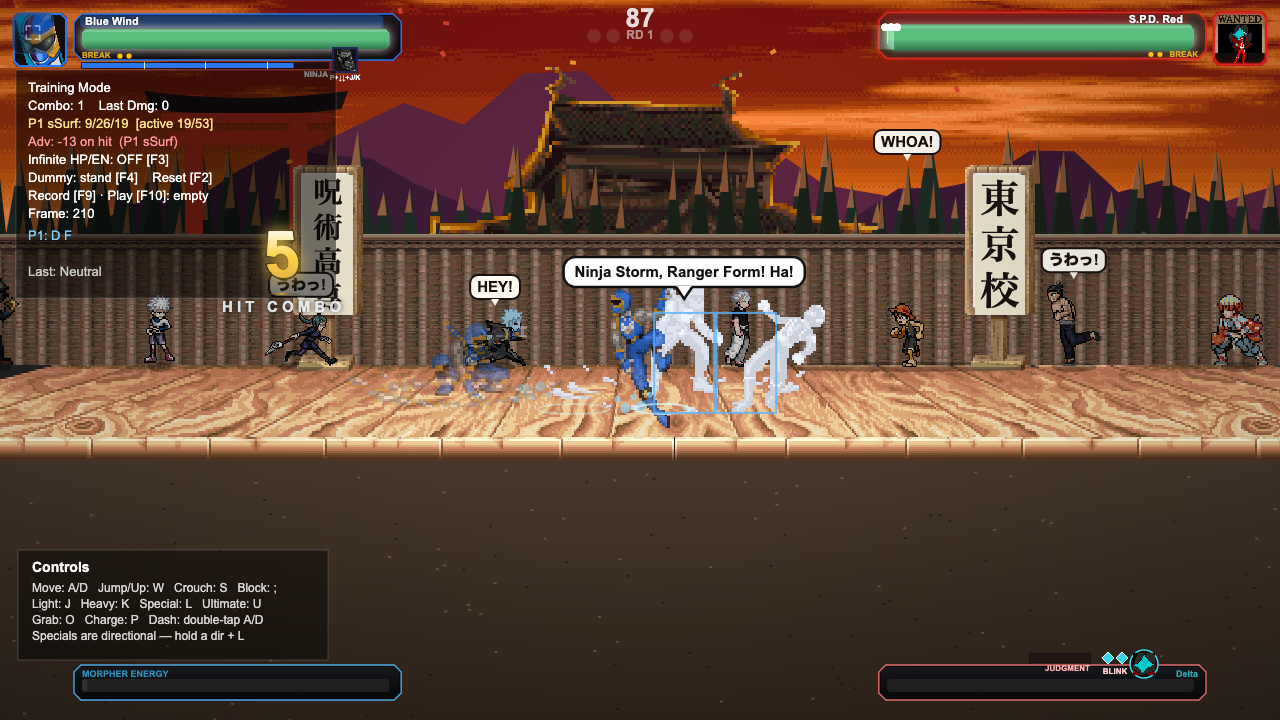 Blue Wind
87
RD 1
S.P.D. Red
WANTED
BREAK
BREAK
NINJA
P+↓↓+J/K
Training Mode
Combo: 1 Last Dmg: 0
P1 sSurf: 9/26/19 [active 19/53]
Adv: -13 on hit (P1 sSurf)
Infinite HP/EN: OFF [F3]
Dummy: stand [F4] Reset [F2]
Record [F9] · Play [F10]: empty
Frame: 210
P1: D F
Last: Neutral
5
HIT COMBO
呪術高
東京校
WHOA!
うわっ!
うわっ!
HEY!
Ninja Storm, Ranger Form! Ha!
Controls
Move: A/D Jump/Up: W Crouch: S Block: ;
Light: J Heavy: K Special: L Ultimate: U
Grab: O Charge: P Dash: double-tap A/D
Specials are directional — hold a dir + L
MORPHER ENERGY
JUDGMENT
BLINK
Delta